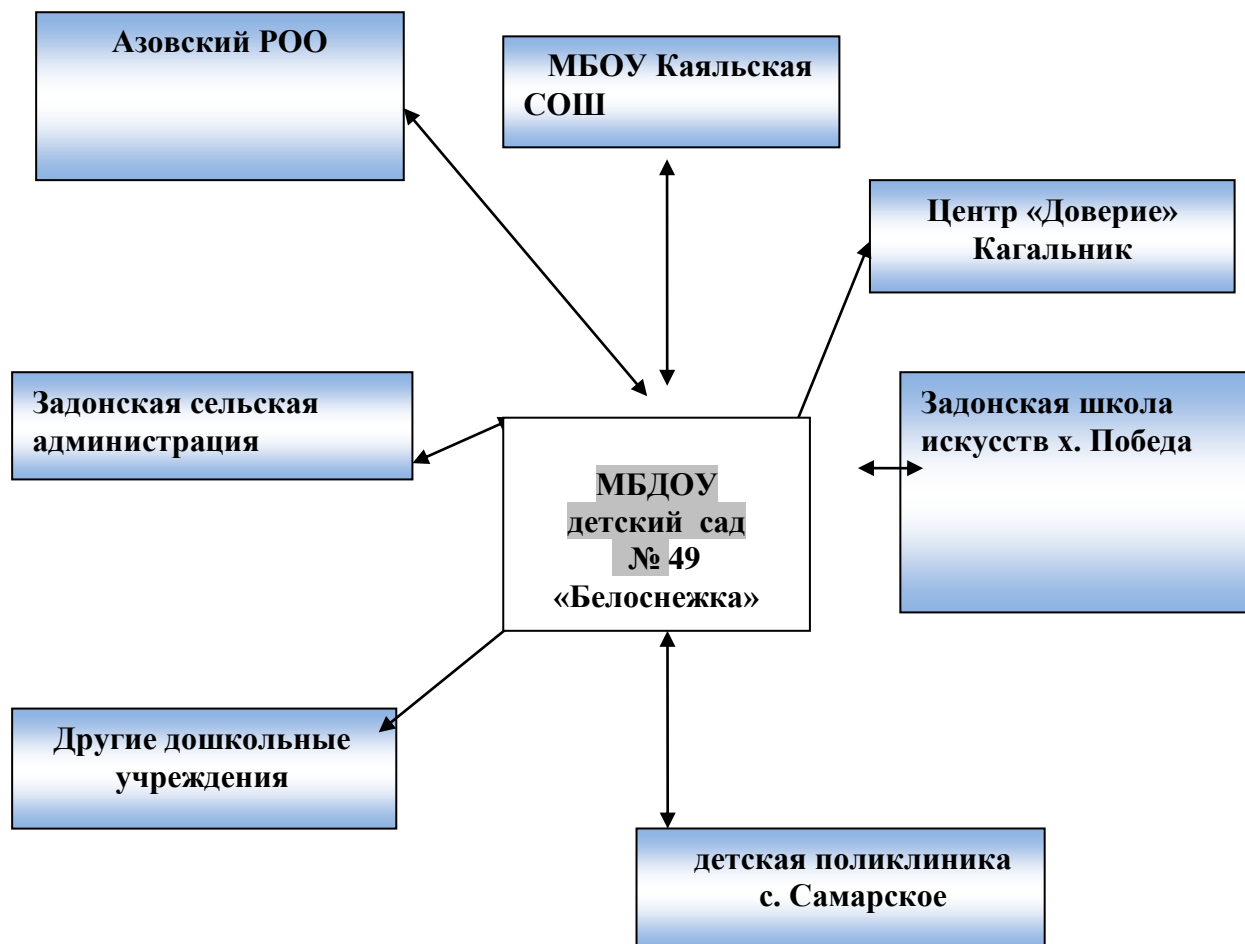 Азовский РОО
МБОУ Каяльская
СОШ
Центр «Доверие»
Кагальник
Задонская сельская
администрация
Задонская школа
искусств х. Победа
МБДОУ
детский сад
№ 49
«Белоснежка»
Другие дошкольные
учреждения
детская поликлиника
с. Самарское